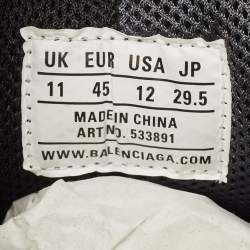 UK EUR USA JP
11 45 12 29.5
MADE IN CHINA
ART NO. 533891
WWW.BALENCIAGA.COM